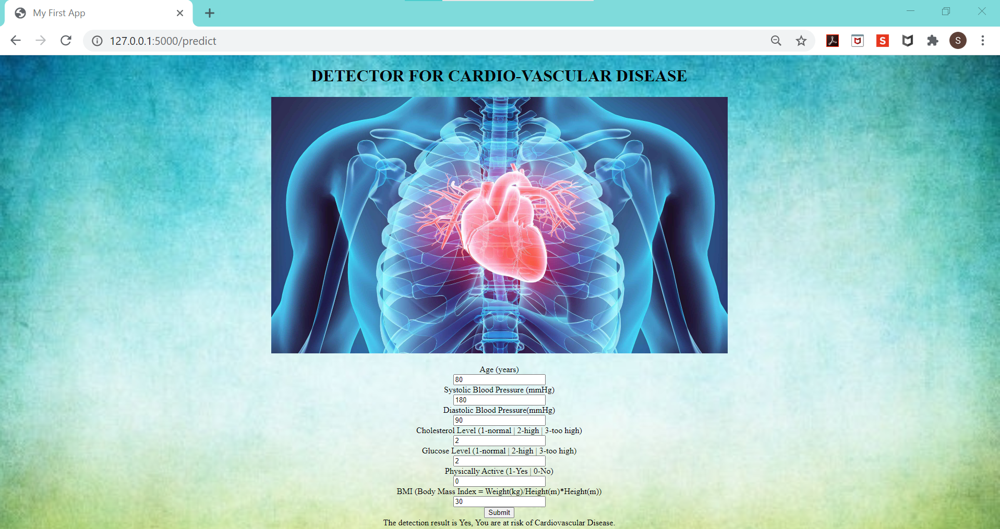 My First App
127.0.0.1:5000/predict
S
S
DETECTOR FOR CARDIO-VASCULAR DISEASE
Age (years)
80
Systolic Blood Pressure (mmHg)
180
Diastolic Blood Pressure(mmHg)
90
Cholesterol Level (1-normal | 2-high | 3-too high)
2
Glucose Level (1-normal | 2-high | 3-too high)
2
Physically Active (1-Yes | 0-No)
0
BMI (Body Mass Index = Weight(kg)/Height(m)*Height(m))
30
Submit
The detection result is Yes, You are at risk of Cardiovascular Disease.